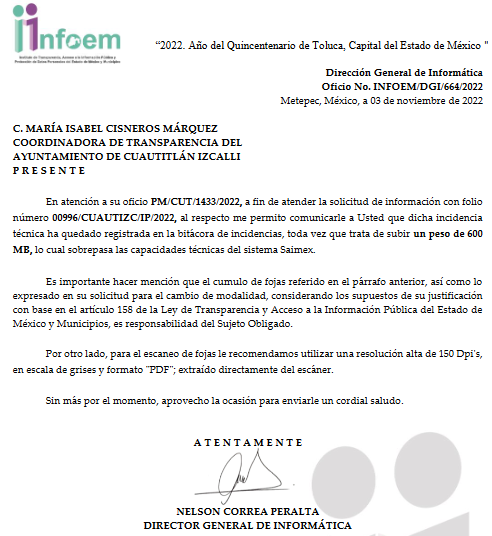 infoem
Instituto de Transparencia, Acceso a la Información Pública y
Protección de Datos Personales del Estado de México y Municipios
“2022. Año del Quincentenario de Toluca, Capital del Estado de México ”
Dirección General de Informática
Oficio No. INFOEM/DGI/664/2022
Metepec, México, a 03 de noviembre de 2022
C. MARÍA ISABEL CISNEROS MÁRQUEZ
COORDINADORA DE TRANSPARENCIA DEL
AYUNTAMIENTO DE CUAUTITLÁN IZCALLI
P R E S E N T E
En atención a su oficio PM/CUT/1433/2022, a fin de atender la solicitud de información con folio
número 00996/CUAUTIZC/IP/2022, al respecto me permito comunicarle a Usted que dicha incidencia
técnica ha quedado registrada en la bitácora de incidencias, toda vez que trata de subir un peso de 600
MB, lo cual sobrepasa las capacidades técnicas del sistema Saimex.
Es importante hacer mención que el cumulo de fojas referido en el párrafo anterior, así como lo
expresado en su solicitud para el cambio de modalidad, considerando los supuestos de su justificación
con base en el artículo 158 de la Ley de Transparencia y Acceso a la Información Pública del Estado de
México y Municipios, es responsabilidad del Sujeto Obligado.
Por otro lado, para el escaneo de fojas le recomendamos utilizar una resolución alta de 150 Dpi's,
en escala de grises y formato "PDF"; extraído directamente del escáner.
Sin más por el momento, aprovecho la ocasión para enviarle un cordial saludo.
A T E N T A M E N T E
NELSON CORREA PERALTA
DIRECTOR GENERAL DE INFORMÁTICA